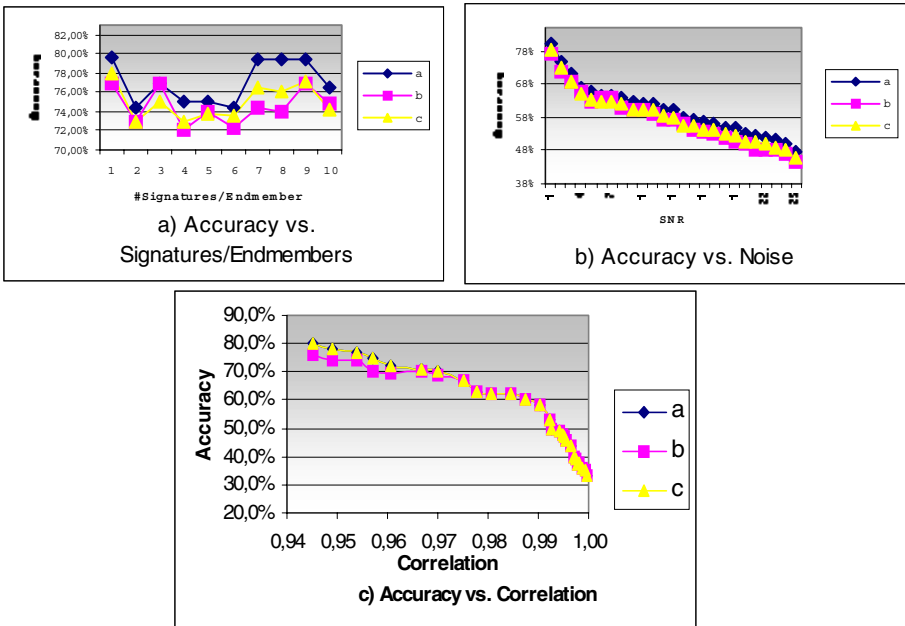 82,00%
80,00%
78,00%
76,00%
74,00%
72,00%
70,00%
1 2 3 4 5 6 7 8 9 10
#Signatures/Endmember
a
b
c
a) Accuracy vs.
Signatures/Endmembers
78%
68%
58%
48%
38%
SNR
a
b
c
b) Accuracy vs. Noise
90,0%
80,0%
70,0%
60,0%
50,0%
40,0%
30,0%
20,0%
Accuracy
0,94 0,95 0,96 0,97 0,98 0,99 1,00
Correlation
a
b
c
c) Accuracy vs. Correlation